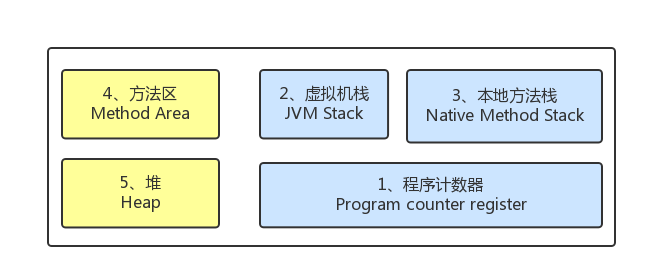 4、方法区
Method Area
2、虚拟机栈
JVM Stack
3、本地方法栈
Native Method Stack
5、堆
Heap
1、程序计数器
Program counter register